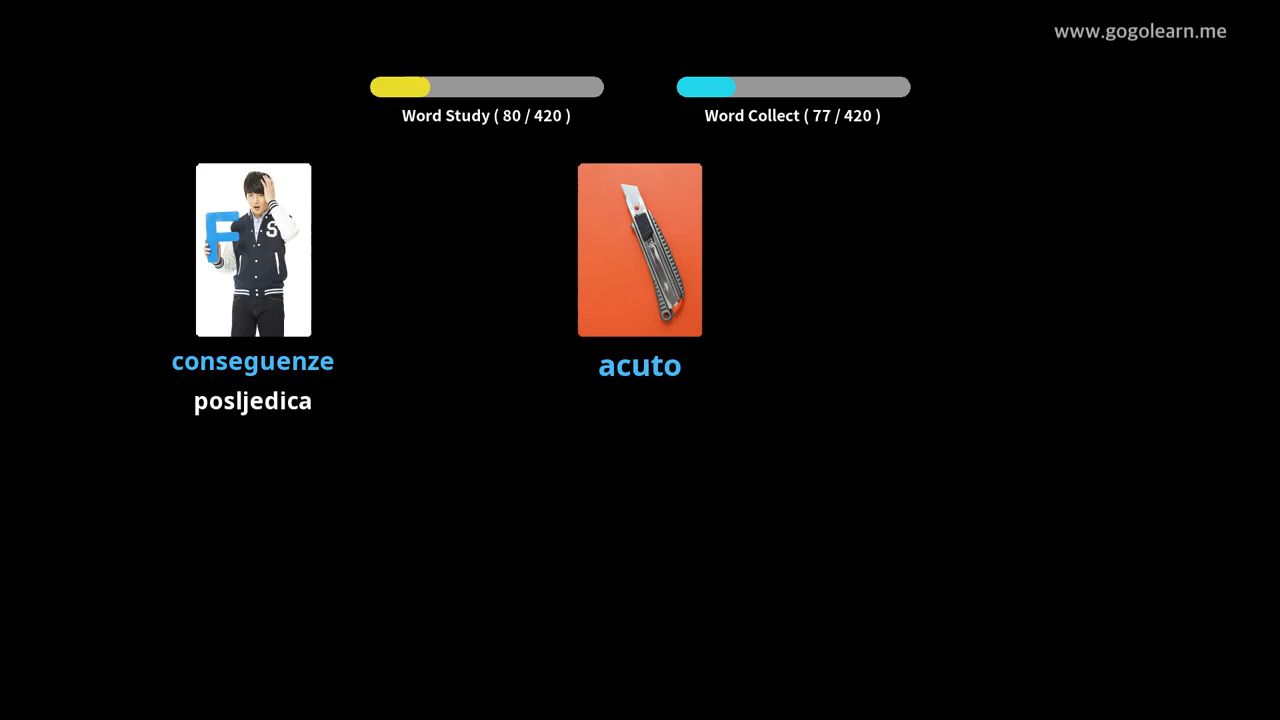 www.gogolearn.me
Word Study ( 80 / 420 )
Word Collect ( 77 / 420 )
F
S
conseguenze
posljedica
acuto